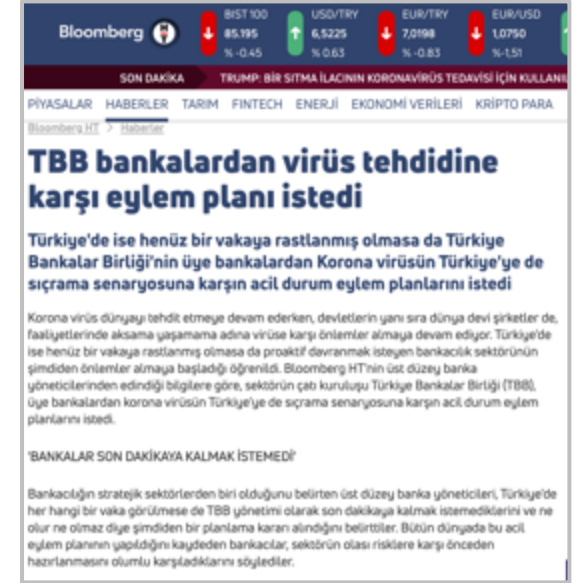 Bloomberg HT
BIST 100
85.195
% -0.45
USD/TRY
6,5225
% 0.63
EUR/TRY
7,0198
% -0.83
EUR/USD
1,0750
%-1,51
SON DAKİKA TRUMP: BİR SITMA İLACININ KORONAVİRÜS TEDAVİSİ İÇİN KULLANI
PİYASALAR HABERLER TARIM FINTECH ENERJİ EKONOMİ VERİLERİ KRİPTO PARA
Bloomberg HT > Haberler
TBB bankalardan virüs tehdidine
karşı eylem planı istedi
Türkiye'de ise henüz bir vakaya rastlanmış olmasa da Türkiye
Bankalar Birliği'nin üye bankalardan Korona virüsün Türkiye'ye de
sıçrama senaryosuna karşın acil durum eylem planlarını istedi
Korona virüs dünyayı tehdit etmeye devam ederken, devletlerin yanı sıra dünya devi şirketler de,
faaliyetlerinde aksama yaşamama adına virüse karşı önlemler almaya devam ediyor. Türkiye'de
ise henüz bir vakaya rastlanmış olmasa da proaktif davranmak isteyen bankacılık sektörünün
şimdiden önlemler almaya başladığı öğrenildi. Bloomberg HT'nin üst düzey banka
yöneticilerinden edindiği bilgilere göre, sektörün çatı kuruluşu Türkiye Bankalar Birliği (TBB),
üye bankalardan korona virüsün Türkiye'ye de sıçrama senaryosuna karşın acil durum eylem
planlarını istedi.
'BANKALAR SON DAKİKAYA KALMAK İSTEMEDİ'
Bankacılığın stratejik sektörlerden biri olduğunu belirten üst düzey banka yöneticileri, Türkiye'de
her hangi bir vaka görülmese de TBB yönetimi olarak son dakikaya kalmak istemediklerini ve ne
olur ne olmaz diye şimdiden bir planlama kararı alındığını belirttiler. Bütün dünyada bu acil
eylem planının yapıldığını kaydeden bankacılar, sektörün olası risklere karşı önceden
hazırlanmasını olumlu karşıladıklarını söylediler.